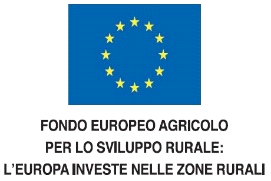 FONDO EUROPEO AGRICOLO
PER LO SVILUPPO RURALE:
L'EUROPA INVESTE NELLE ZONE RURALI